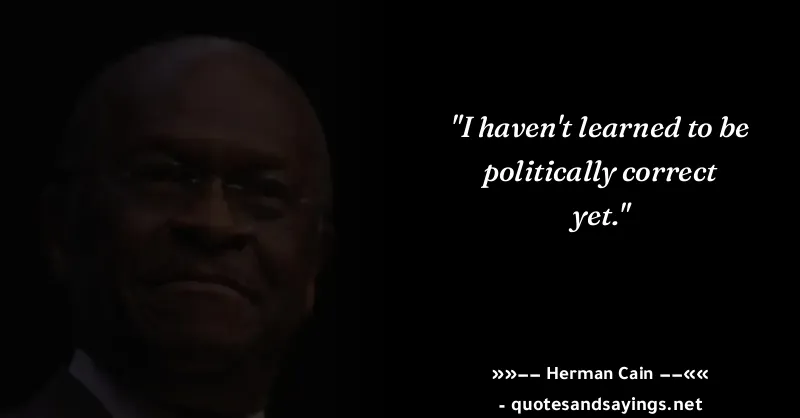 "I haven't learned to be
politically correct
yet."
»»−− Herman Cain −−««
- quotesandsayings.net